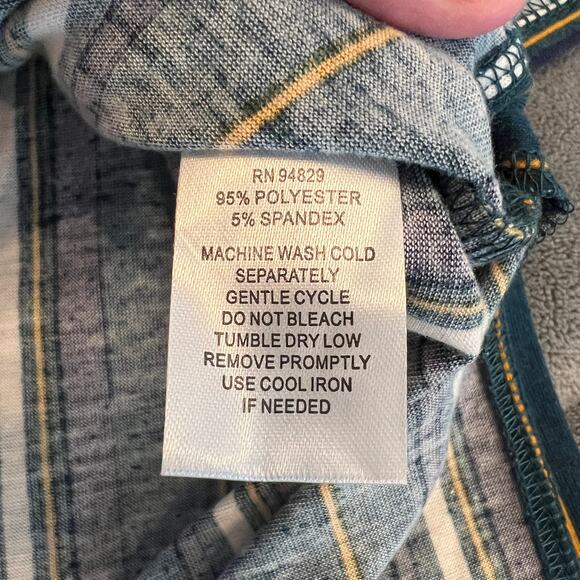 RN 94829
95% POLYESTER
5% SPANDEX
MACHINE WASH COLD
SEPARATELY
GENTLE CYCLE
DO NOT BLEACH
TUMBLE DRY LOW
REMOVE PROMPTLY
USE COOL IRON
IF NEEDED